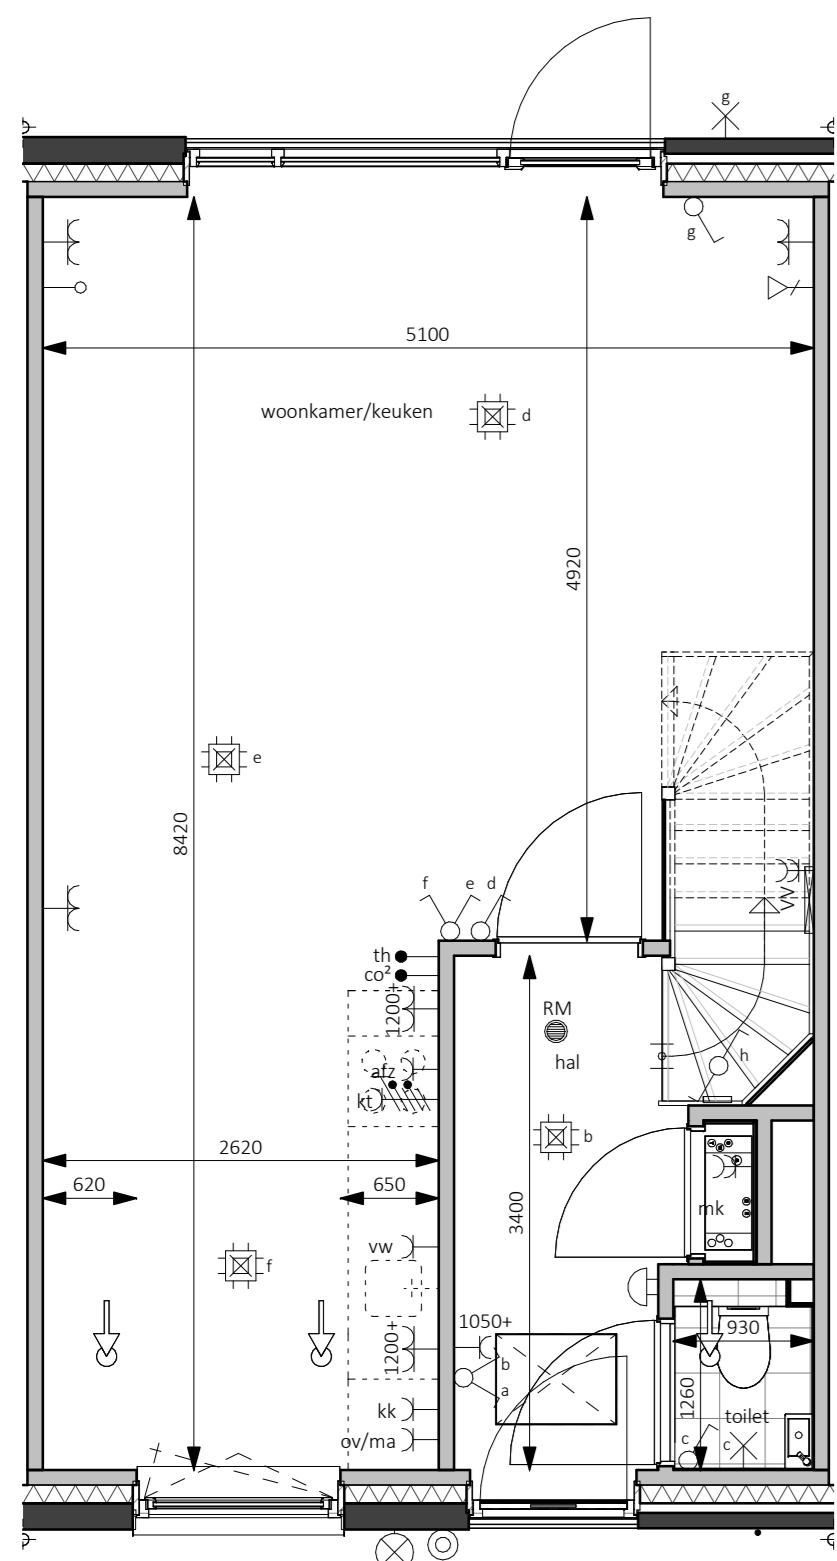 g
g
5100
woonkamer/keuken
d
4920
e
8420
f
e
d
th
co²
1200+
RM
hal
afz
kt
h
VV
b
2620
620
650
3400
mk
f
vw
930
1050+
1200+
b
a
1260
toilet
kk
c
c
ov/ma